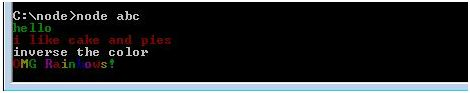 C:\node>node abc
hello
i like cake and pies
inverse the color
OMG Rainbows!